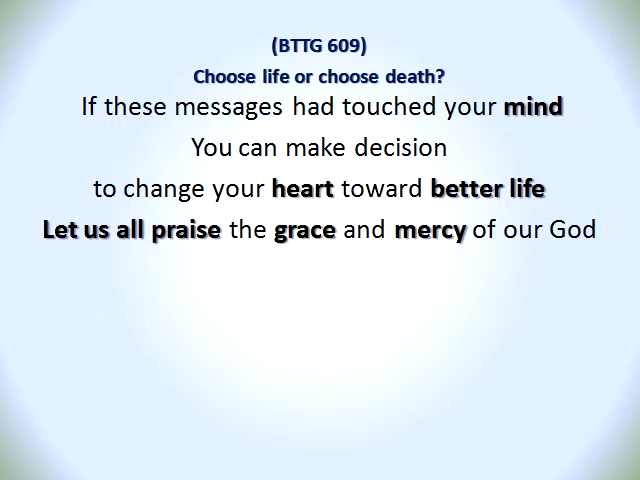 (BTTG 609)
Choose life or choose death?
If these messages had touched your mind
You can make decision
to change your heart toward better life
Let us all praise the grace and mercy of our God